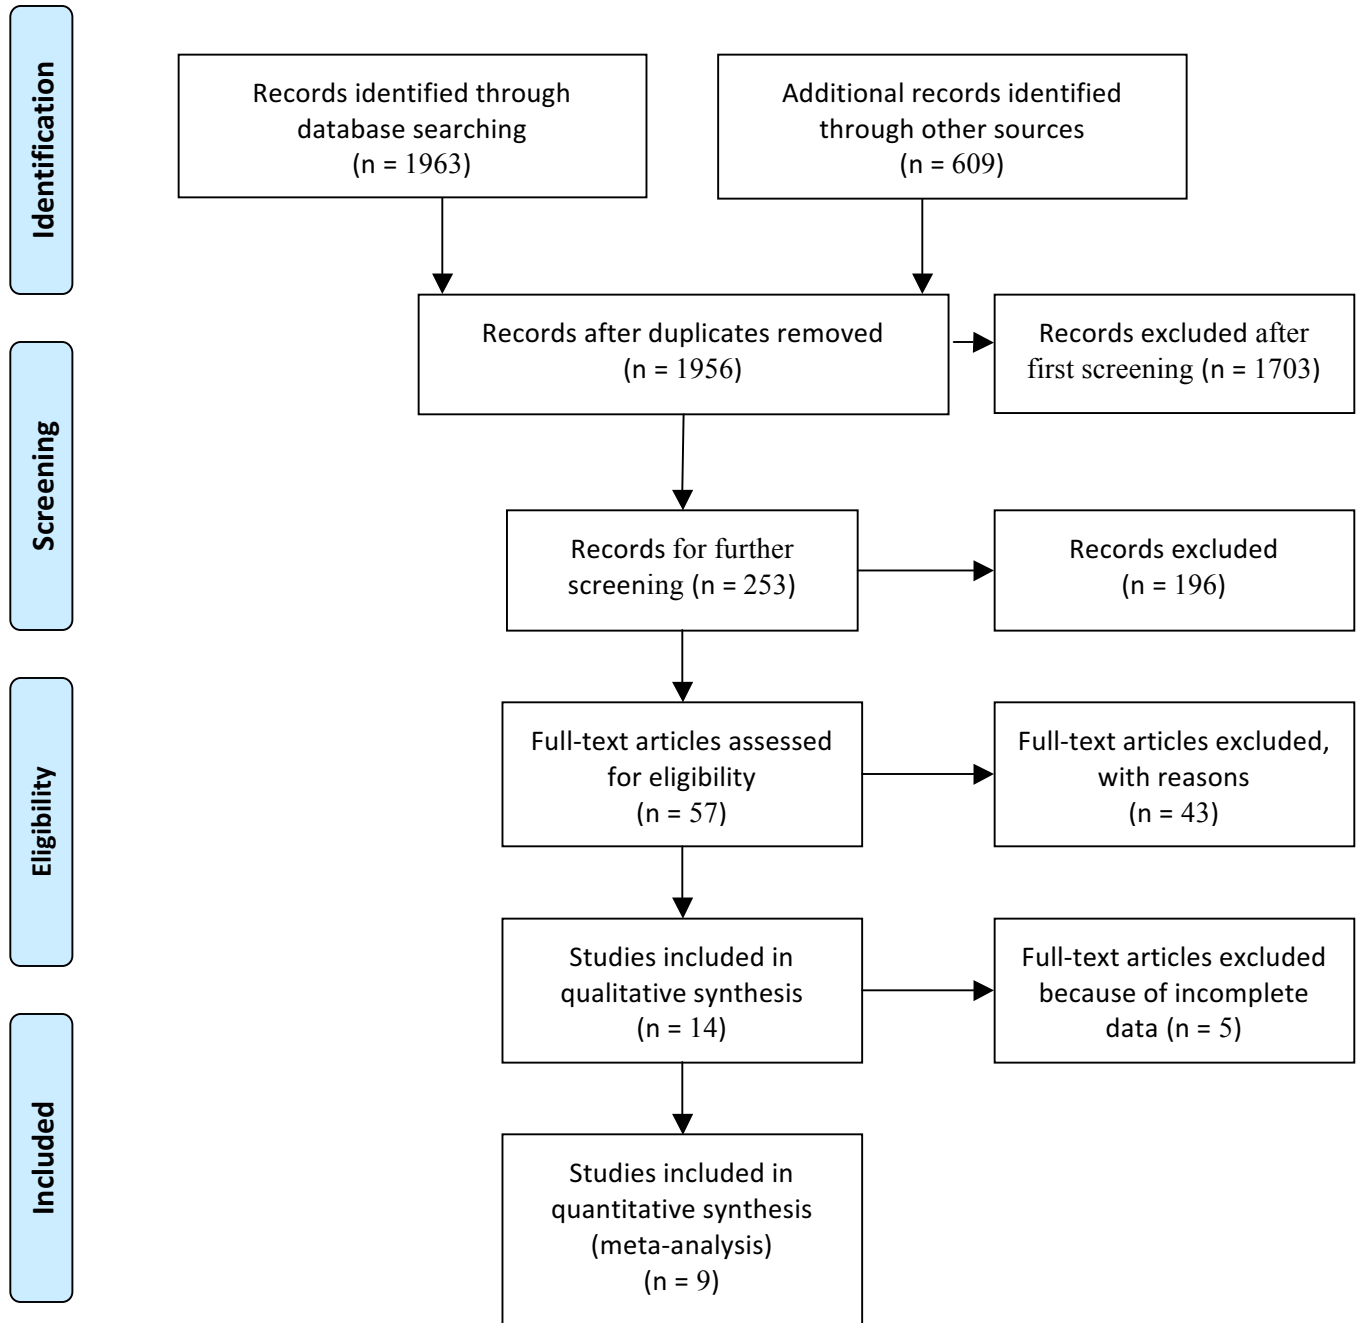 Identification
Records identified through
database searching
(n = 1963)
Additional records identified
through other sources
(n = 609)
Records after duplicates removed
(n = 1956)
Records excluded after
first screening (n = 1703)
Screening
Records for further
screening (n = 253)
Records excluded
(n = 196)
Eligibility
Full-text articles assessed
for eligibility
(n = 57)
Full-text articles excluded,
with reasons
(n = 43)
Studies included in
qualitative synthesis
(n = 14)
Full-text articles excluded
because of incomplete
data (n = 5)
Included
Studies included in
quantitative synthesis
(meta-analysis)
(n = 9)